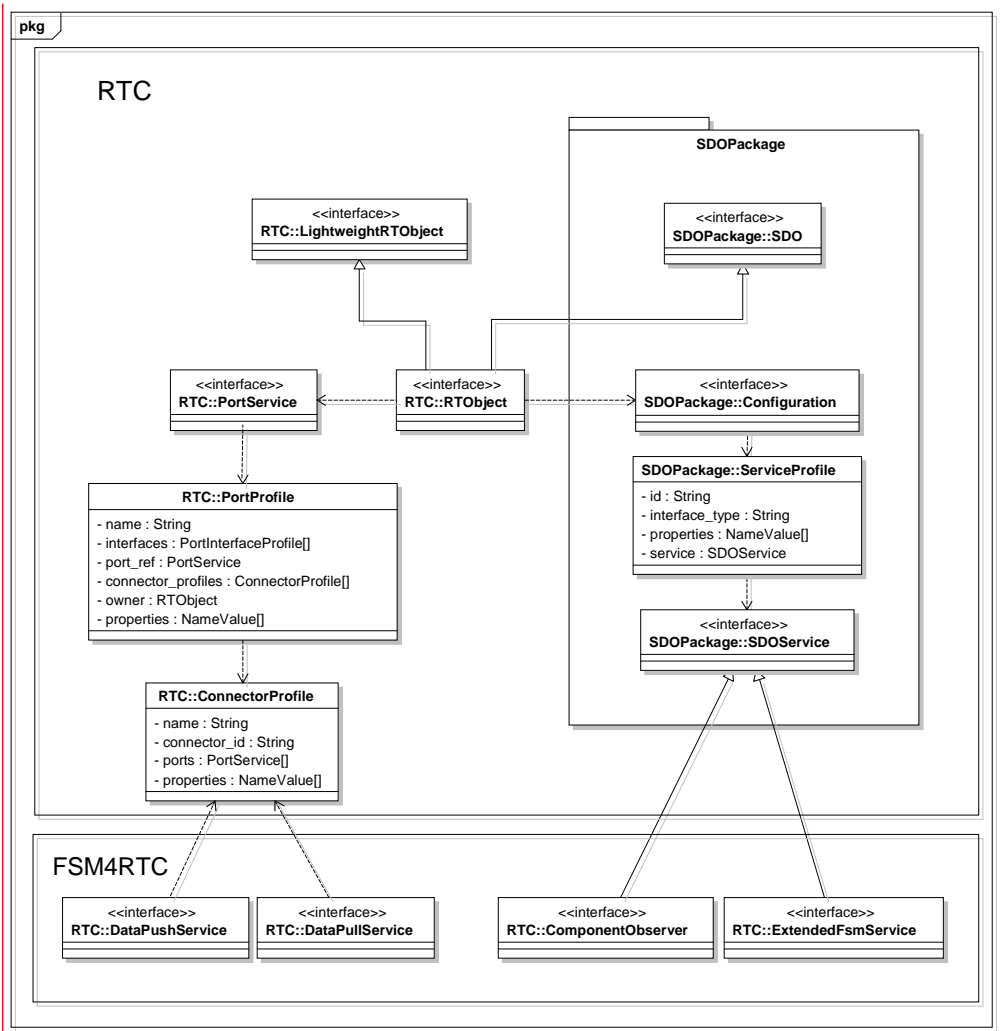 pkg
RTC
SDOPackage
<<interface>>
RTC::LightweightRTObject
<<interface>>
SDOPackage::SDO
<<interface>>
RTC::PortService
<<interface>>
RTC::RTObject
<<interface>>
SDOPackage::Configuration
RTC::PortProfile
- name : String
- interfaces : PortInterfaceProfile[]
- port_ref : PortService
- connector_profiles : ConnectorProfile[]
- owner : RTObject
- properties : NameValue[]
SDOPackage::ServiceProfile
- id : String
- interface_type : String
- properties : NameValue[]
- service : SDOService
<<interface>>
SDOPackage::SDOService
RTC::ConnectorProfile
- name : String
- connector_id : String
- ports : PortService[]
- properties : NameValue[]
FSM4RTC
<<interface>>
RTC::DataPushService
<<interface>>
RTC::DataPullService
<<interface>>
RTC::ComponentObserver
<<interface>>
RTC::ExtendedFsmService